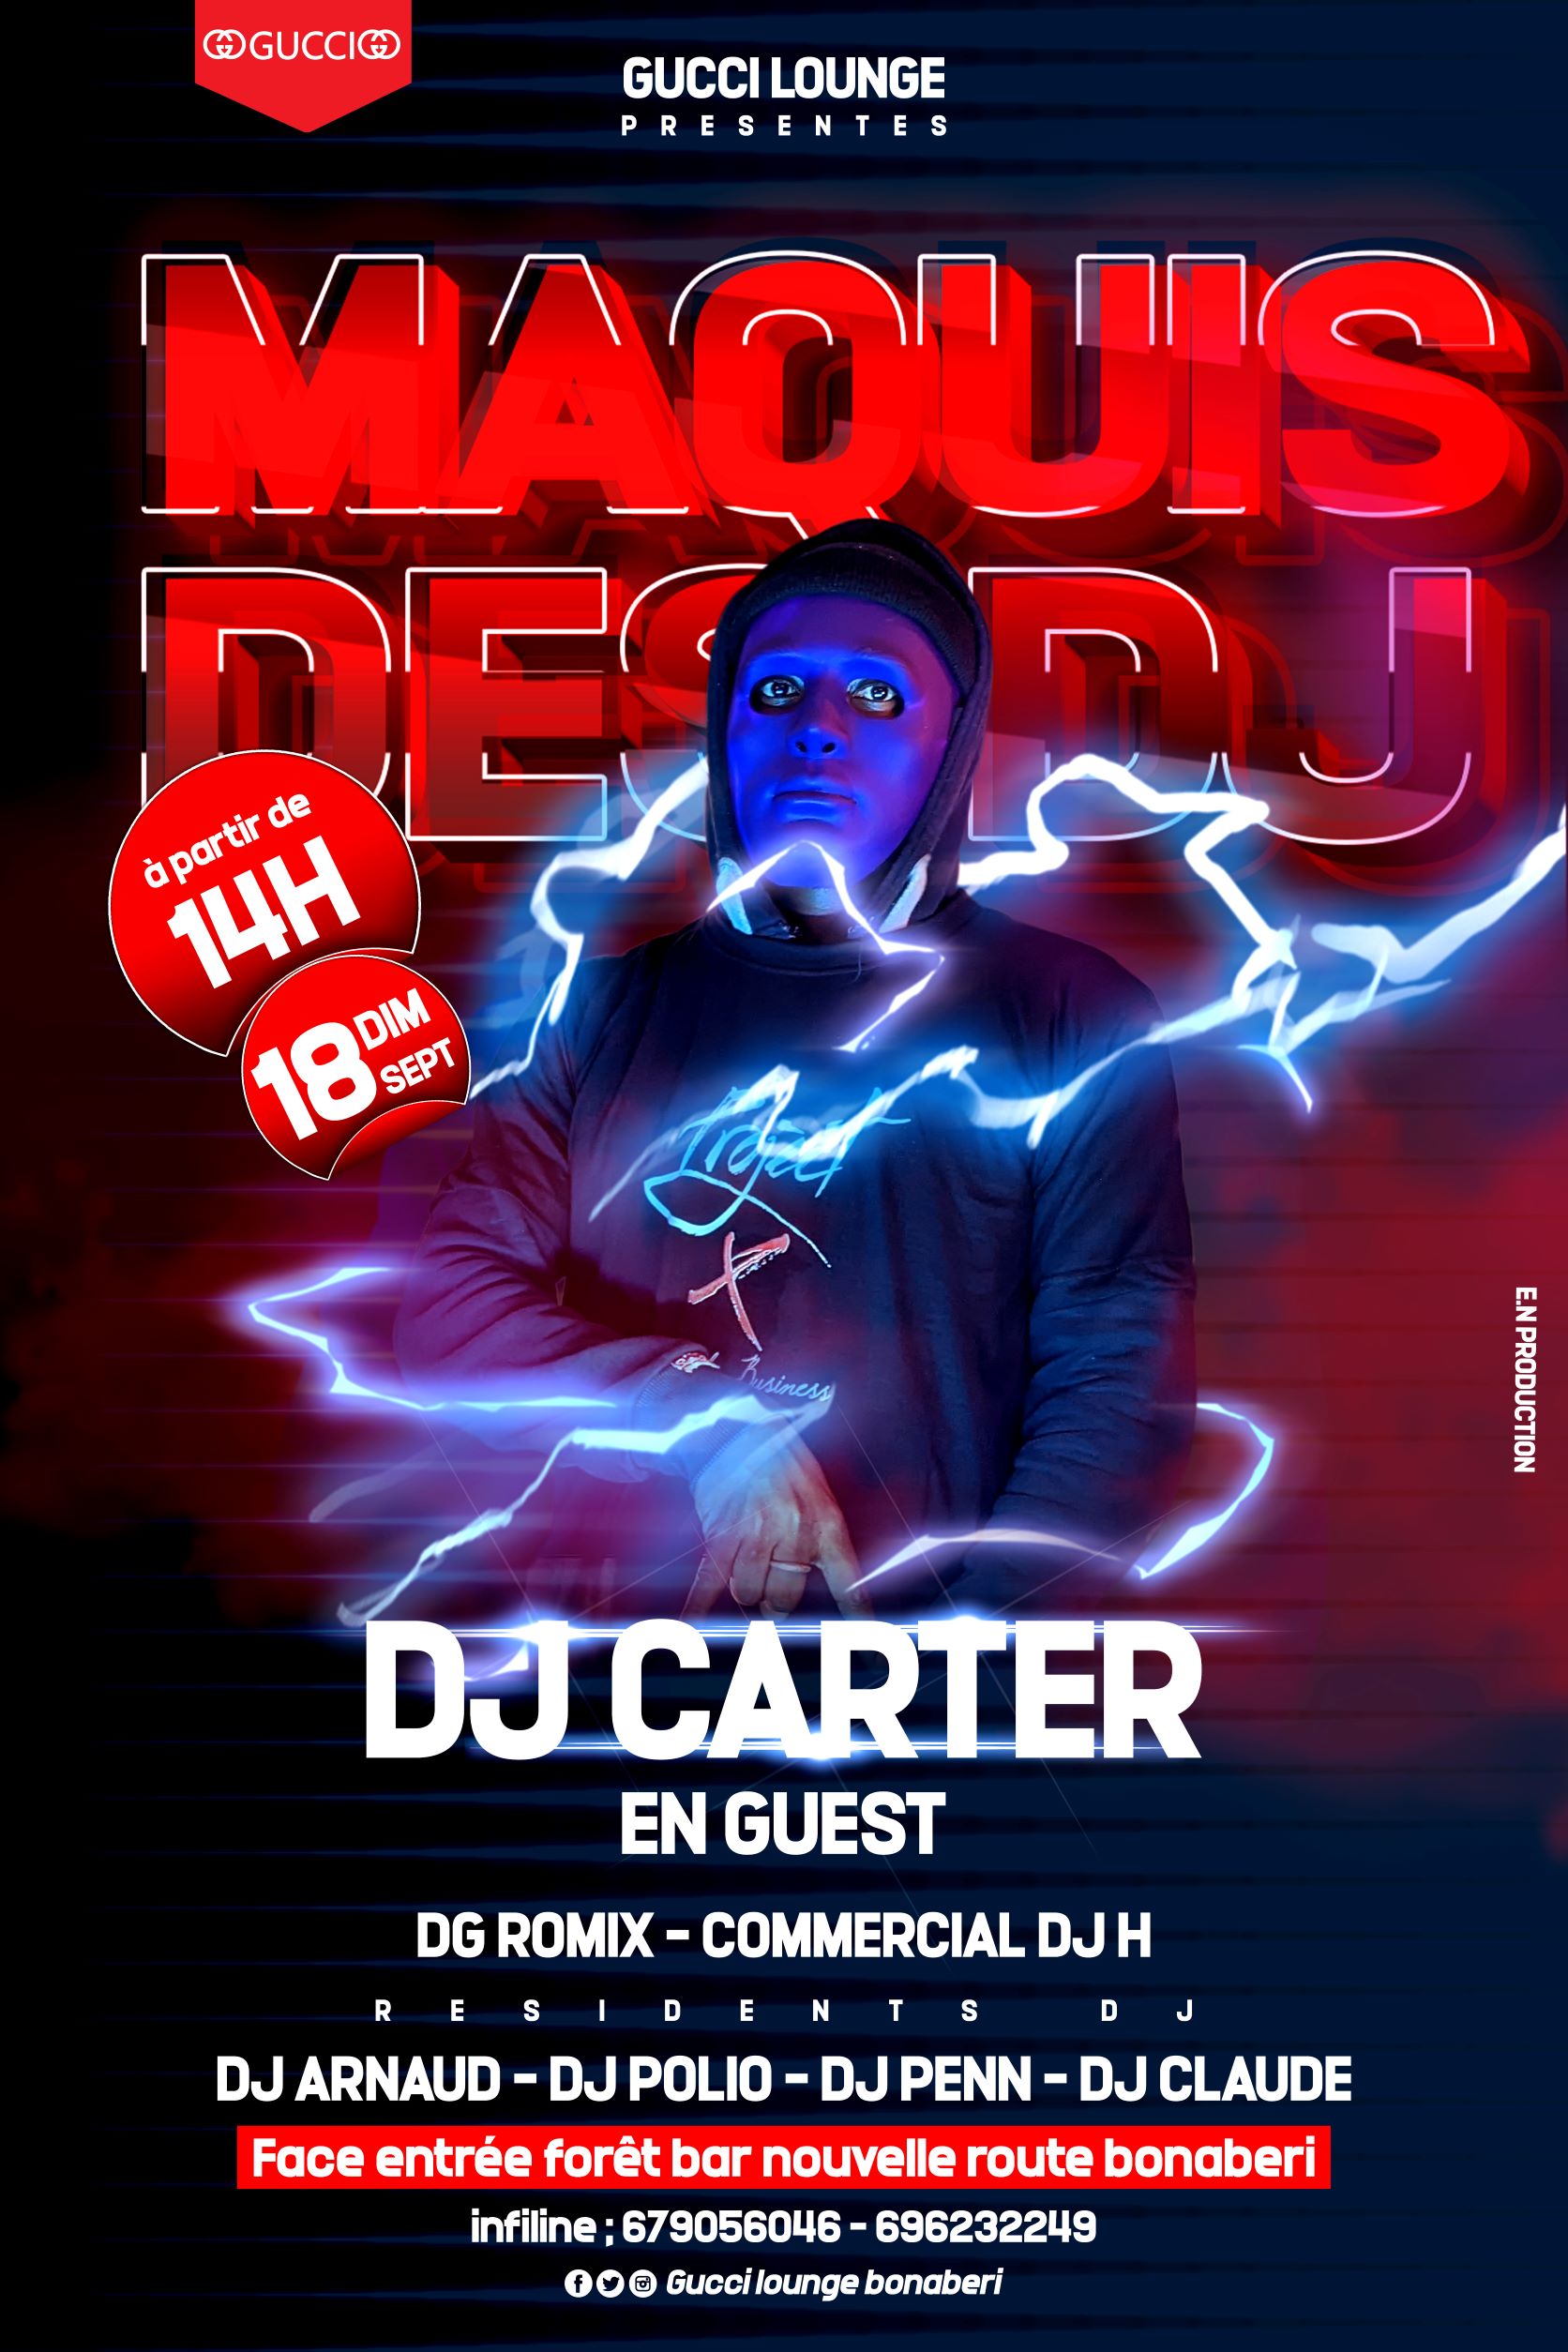 GUCCI
GUCCI LOUNGE
PRESENTES
MAQUIS
DES DJ
à partir de
14H
18 DIM
SEPT
Project
X
Business
E.N PRODUCTION
DJ CARTER
EN GUEST
DG ROMIX - COMMERCIAL DJ H
RESIDENTS DJ
DJ ARNAUD - DJ POLIO - DJ PENN - DJ CLAUDE
Face entrée forêt bar nouvelle route bonaberi
infiline ; 679056046 - 696232249
Gucci lounge bonaberi